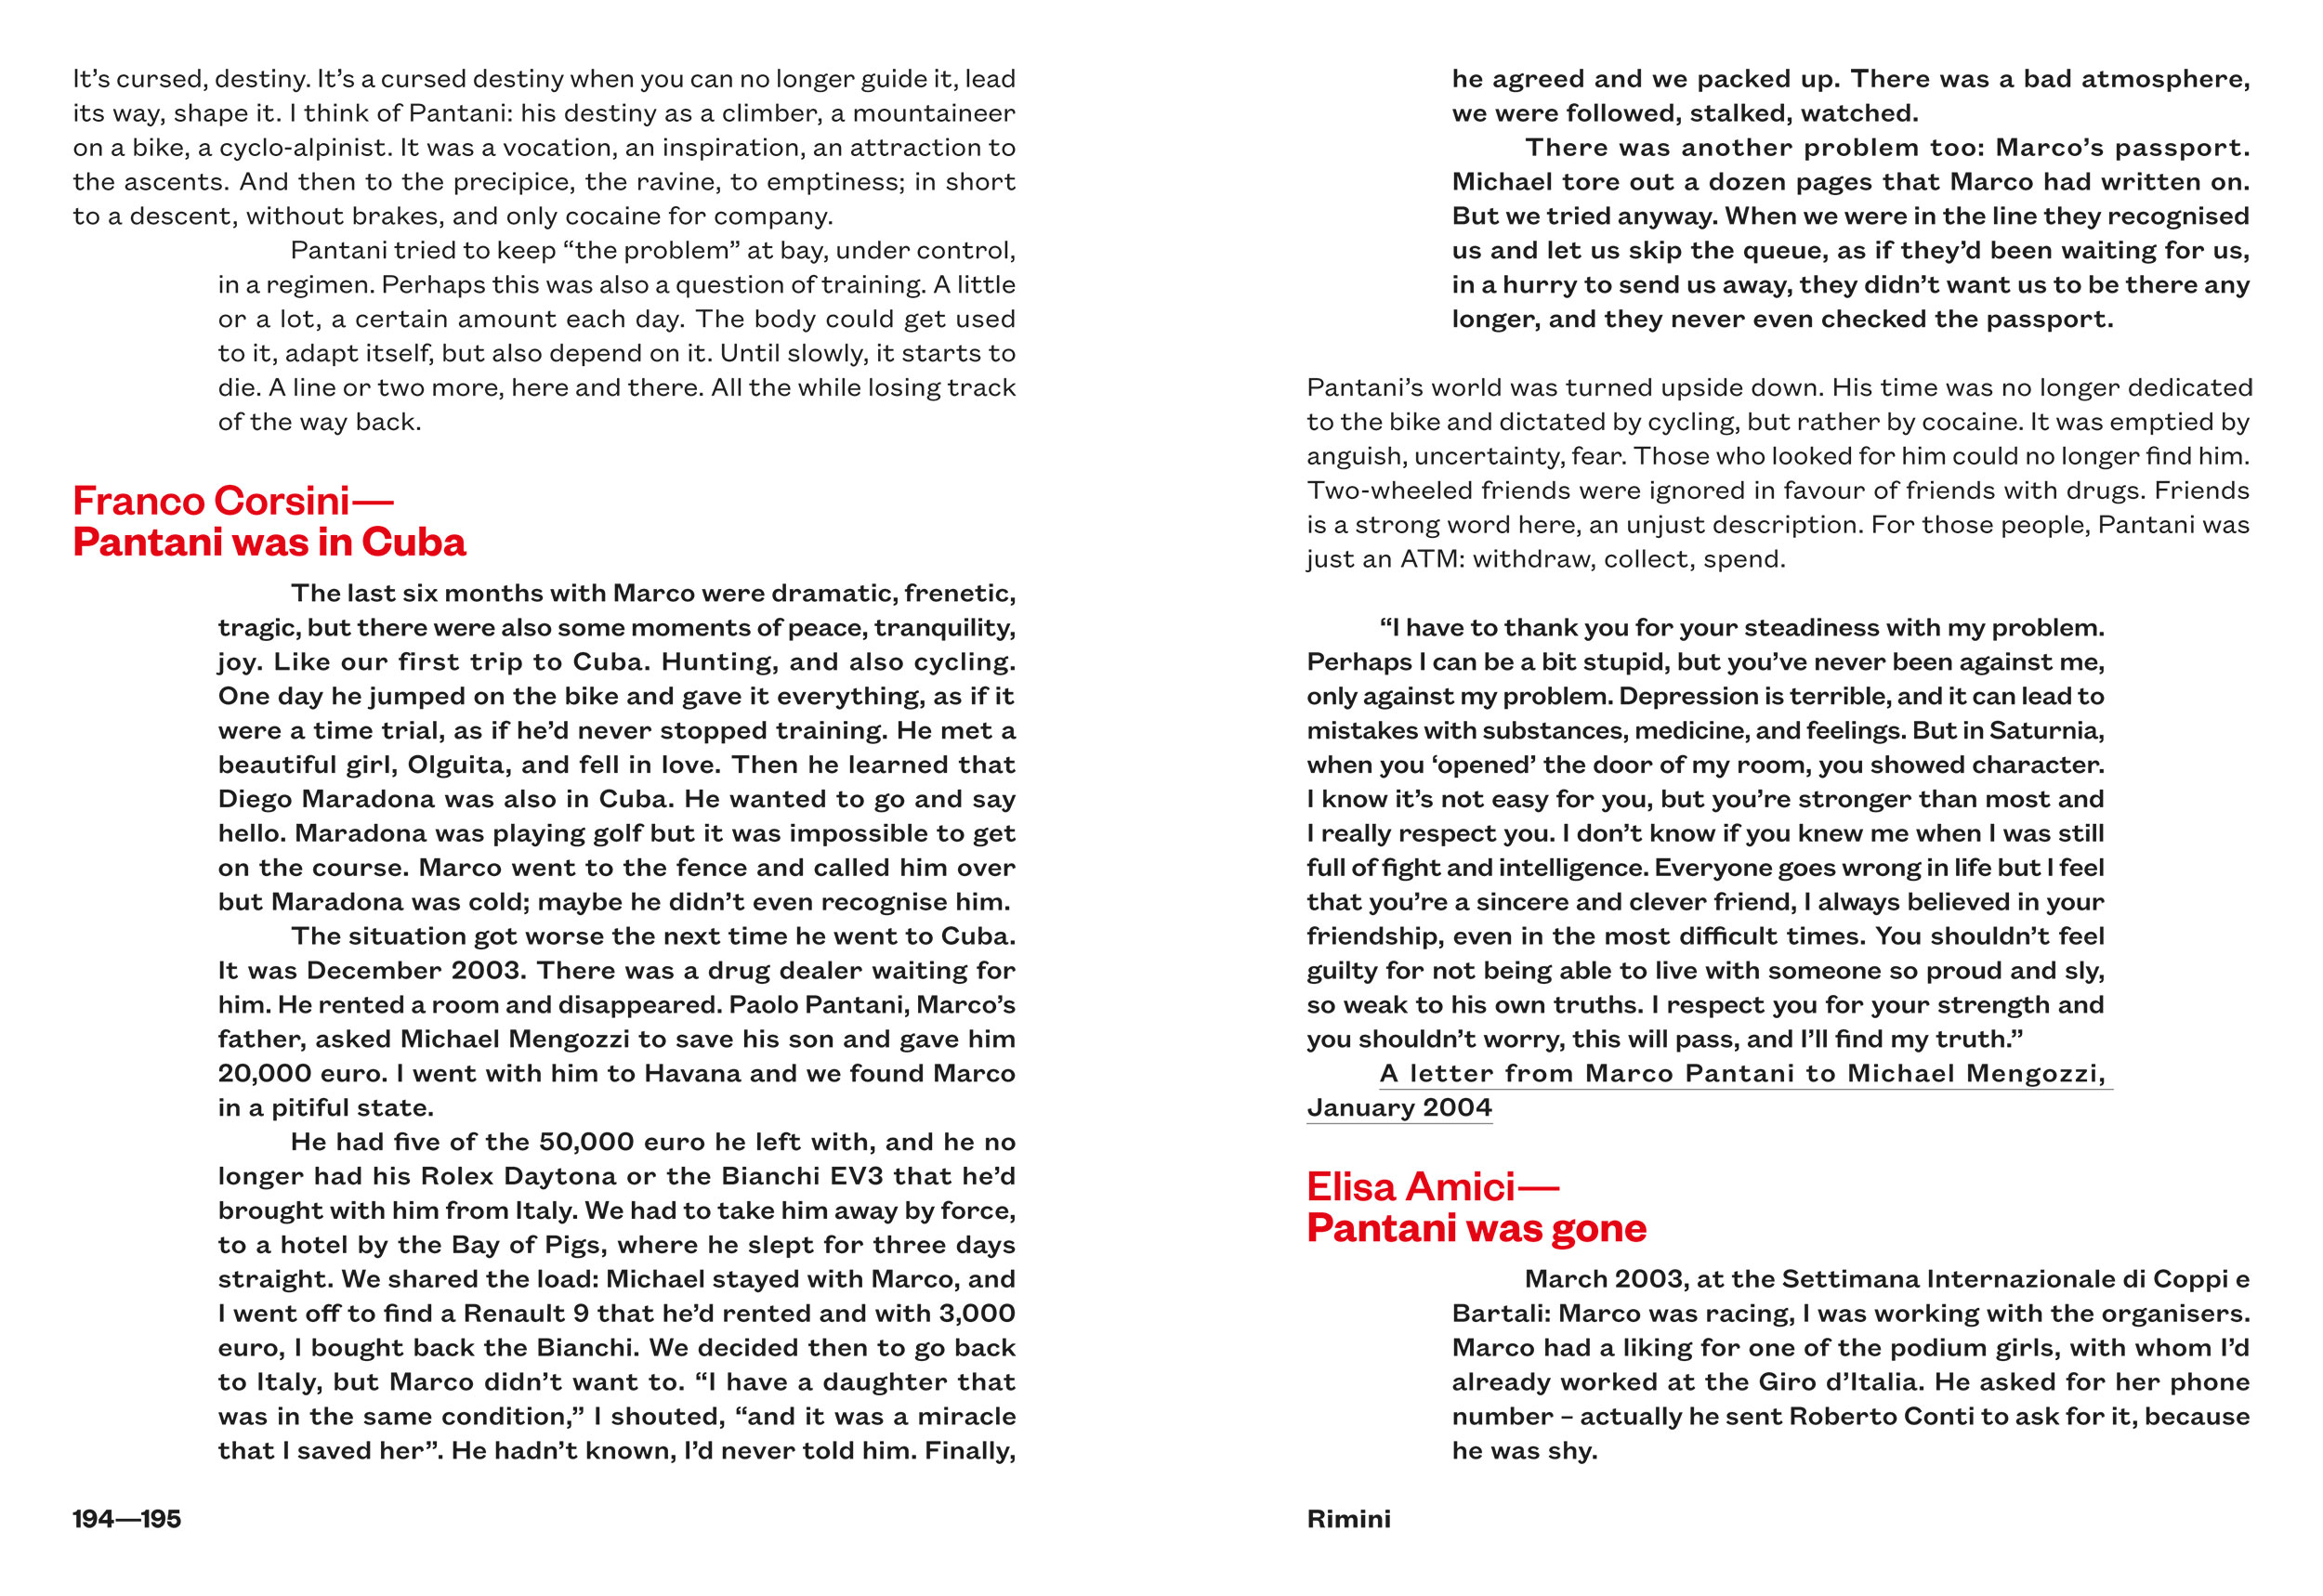 It’s cursed, destiny. It’s a cursed destiny when you can no longer guide it, lead
its way, shape it. I think of Pantani: his destiny as a climber, a mountaineer
on a bike, a cyclo-alpinist. It was a vocation, an inspiration, an attraction to
the ascents. And then to the precipice, the ravine, to emptiness; in short
to a descent, without brakes, and only cocaine for company.
Pantani tried to keep “the problem” at bay, under control,
in a regimen. Perhaps this was also a question of training. A little
or a lot, a certain amount each day. The body could get used
to it, adapt itself, but also depend on it. Until slowly, it starts to
die. A line or two more, here and there. All the while losing track
of the way back.
Franco Corsini—
Pantani was in Cuba
The last six months with Marco were dramatic, frenetic,
tragic, but there were also some moments of peace, tranquility,
joy. Like our first trip to Cuba. Hunting, and also cycling.
One day he jumped on the bike and gave it everything, as if it
were a time trial, as if he’d never stopped training. He met a
beautiful girl, Olguita, and fell in love. Then he learned that
Diego Maradona was also in Cuba. He wanted to go and say
hello. Maradona was playing golf but it was impossible to get
on the course. Marco went to the fence and called him over
but Maradona was cold; maybe he didn’t even recognise him.
The situation got worse the next time he went to Cuba.
It was December 2003. There was a drug dealer waiting for
him. He rented a room and disappeared. Paolo Pantani, Marco’s
father, asked Michael Mengozzi to save his son and gave him
20,000 euro. I went with him to Havana and we found Marco
in a pitiful state.
He had five of the 50,000 euro he left with, and he no
longer had his Rolex Daytona or the Bianchi EV3 that he’d
brought with him from Italy. We had to take him away by force,
to a hotel by the Bay of Pigs, where he slept for three days
straight. We shared the load: Michael stayed with Marco, and
I went off to find a Renault 9 that he’d rented and with 3,000
euro, I bought back the Bianchi. We decided then to go back
to Italy, but Marco didn’t want to. “I have a daughter that
was in the same condition,” I shouted, “and it was a miracle
that I saved her”. He hadn’t known, I’d never told him. Finally,
194—195
he agreed and we packed up. There was a bad atmosphere,
we were followed, stalked, watched.
There was another problem too: Marco’s passport.
Michael tore out a dozen pages that Marco had written on.
But we tried anyway. When we were in the line they recognised
us and let us skip the queue, as if they’d been waiting for us,
in a hurry to send us away, they didn’t want us to be there any
longer, and they never even checked the passport.
Pantani’s world was turned upside down. His time was no longer dedicated
to the bike and dictated by cycling, but rather by cocaine. It was emptied by
anguish, uncertainty, fear. Those who looked for him could no longer find him.
Two-wheeled friends were ignored in favour of friends with drugs. Friends
is a strong word here, an unjust description. For those people, Pantani was
just an ATM: withdraw, collect, spend.
“I have to thank you for your steadiness with my problem.
Perhaps I can be a bit stupid, but you’ve never been against me,
only against my problem. Depression is terrible, and it can lead to
mistakes with substances, medicine, and feelings. But in Saturnia,
when you ‘opened’ the door of my room, you showed character.
I know it’s not easy for you, but you’re stronger than most and
I really respect you. I don’t know if you knew me when I was still
full of fight and intelligence. Everyone goes wrong in life but I feel
that you’re a sincere and clever friend, I always believed in your
friendship, even in the most difficult times. You shouldn’t feel
guilty for not being able to live with someone so proud and sly,
so weak to his own truths. I respect you for your strength and
you shouldn’t worry, this will pass, and I’ll find my truth.”
A letter from Marco Pantani to Michael Mengozzi,
January 2004
Elisa Amici—
Pantani was gone
March 2003, at the Settimana Internazionale di Coppi e
Bartali: Marco was racing, I was working with the organisers.
Marco had a liking for one of the podium girls, with whom I’d
already worked at the Giro d’Italia. He asked for her phone
number – actually he sent Roberto Conti to ask for it, because
he was shy.
Rimini